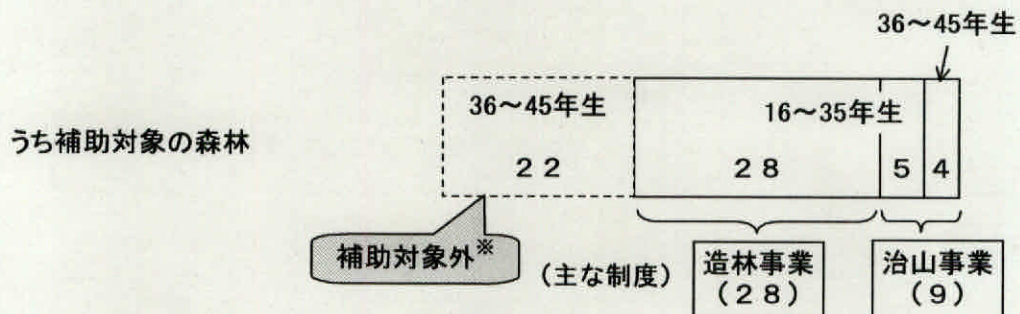 36～45年生
36～45年生
16～35年生
うち補助対象の森林
22
28
5
4
補助対象外※
(主な制度)
造林事業
(28)
治山事業
(9)